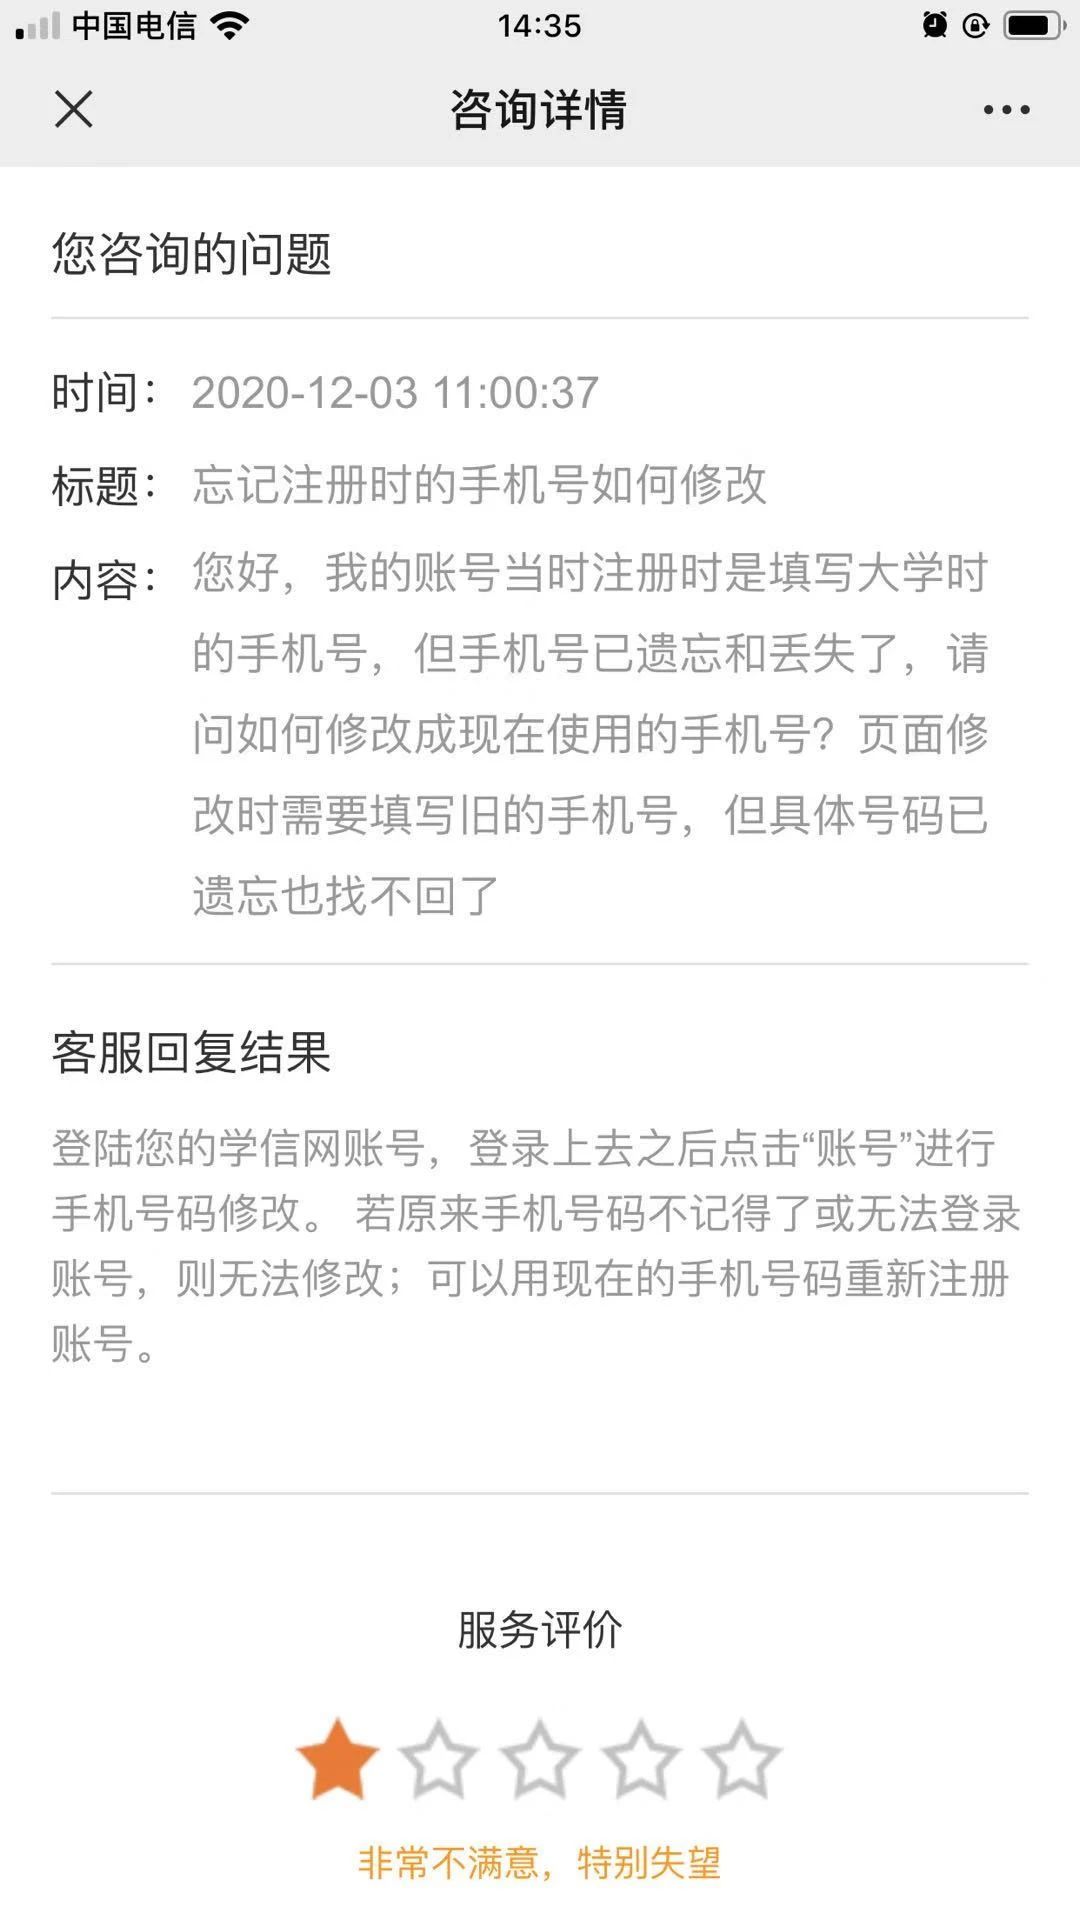 中国电信 14:35
咨询详情
您咨询的问题
时间： 2020-12-03 11:00:37
标题： 忘记注册时的手机号如何修改
内容： 您好，我的账号当时注册时是填写大学时
的手机号，但手机号已遗忘和丢失了，请
问如何修改成现在使用的手机号？页面修
改时需要填写旧的手机号，但具体号码已
遗忘也找不回了
客服回复结果
登陆您的学信网账号，登录上去之后点击“账号”进行
手机号码修改。 若原来手机号码不记得了或无法登录
账号，则无法修改；可以用现在的手机号码重新注册
账号。
服务评价
非常不满意，特别失望